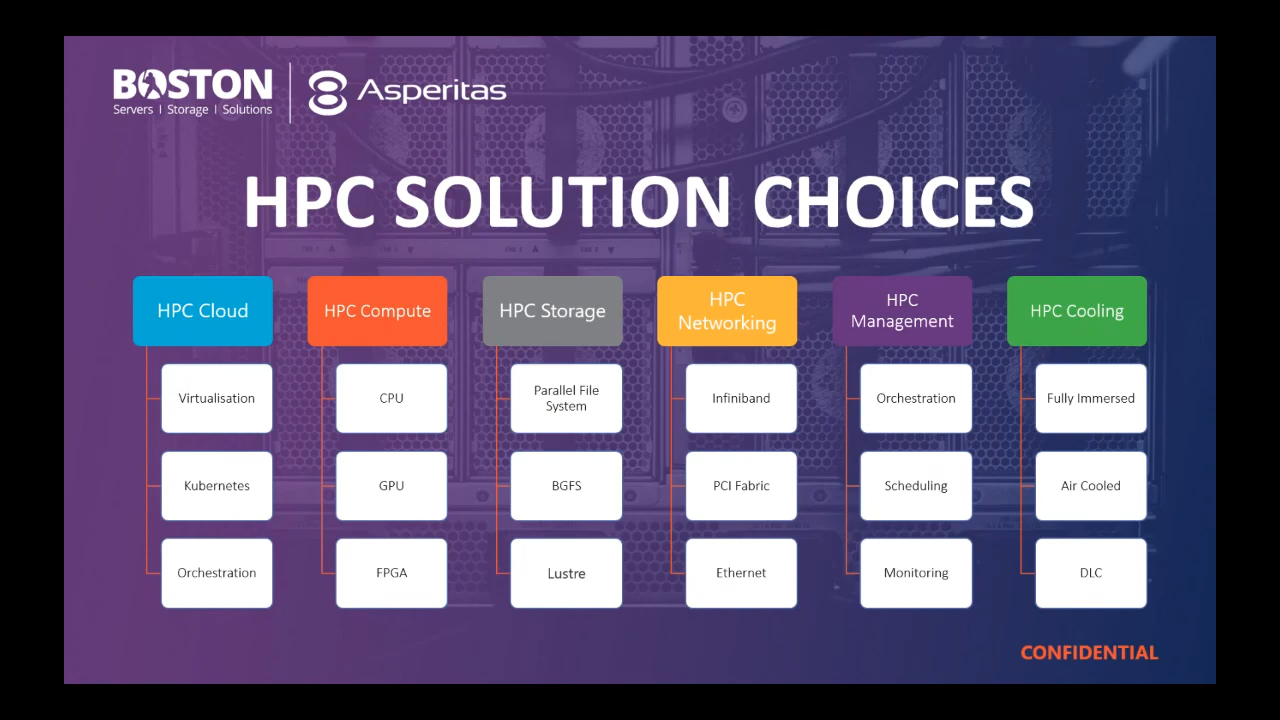 BOSTON
Servers | Storage | Solutions
Asperitas
HPC SOLUTION CHOICES
HPC Cloud
Virtualisation
Kubernetes
Orchestration
HPC Compute
CPU
GPU
FPGA
HPC Storage
Parallel File
System
BGFS
Lustre
HPC
Networking
Infiniband
PCI Fabric
Ethernet
HPC
Management
Orchestration
Scheduling
Monitoring
HPC Cooling
Fully Immersed
Air Cooled
DLC
CONFIDENTIAL